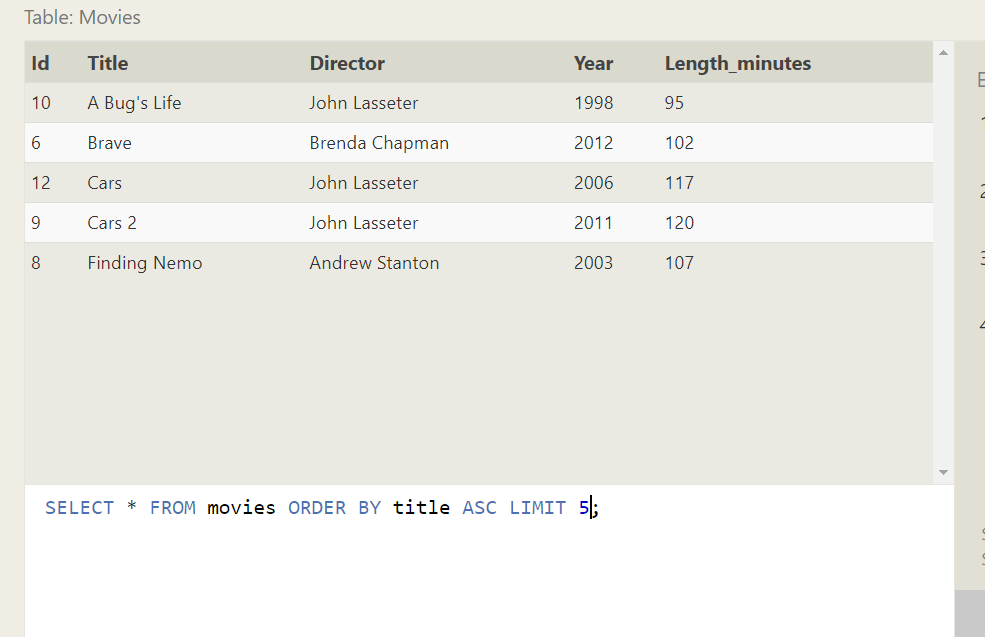 Table: Movies
Id Title Director Year Length_minutes
10 A Bug's Life John Lasseter 1998 95
6 Brave Brenda Chapman 2012 102
12 Cars John Lasseter 2006 117
9 Cars 2 John Lasseter 2011 120
8 Finding Nemo Andrew Stanton 2003 107
SELECT * FROM movies ORDER BY title ASC LIMIT 5;